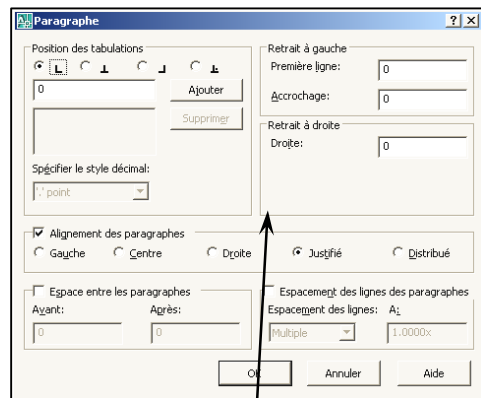 Paragraphe
Position des tabulations
0
Ajouter
Supprimer
Spécifier le style décimal:
'.' point
Retrait à gauche
Première ligne: 0
Accrochage: 0
Retrait à droite
Droite: 0
Alignement des paragraphes
Gauche Centre Droite Justifié Distribué
Espace entre les paragraphes
Avant: Après:
0 0
Espacement des lignes des paragraphes
Espacement des lignes: A:
Multiple 1.0000x
OK Annuler Aide